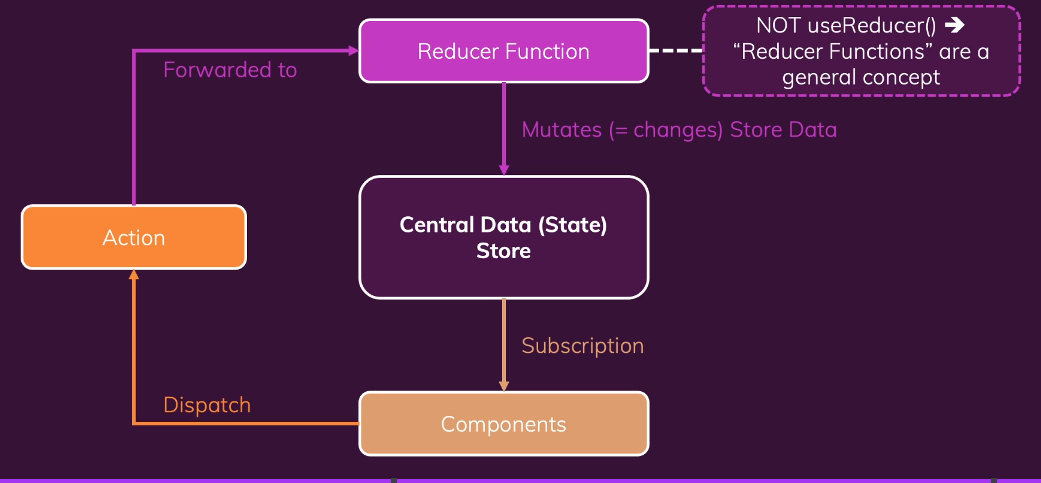 Reducer Function
NOT useReducer() ➔
“Reducer Functions” are a
general concept
Forwarded to
Mutates (= changes) Store Data
Action
Central Data (State)
Store
Subscription
Dispatch
Components